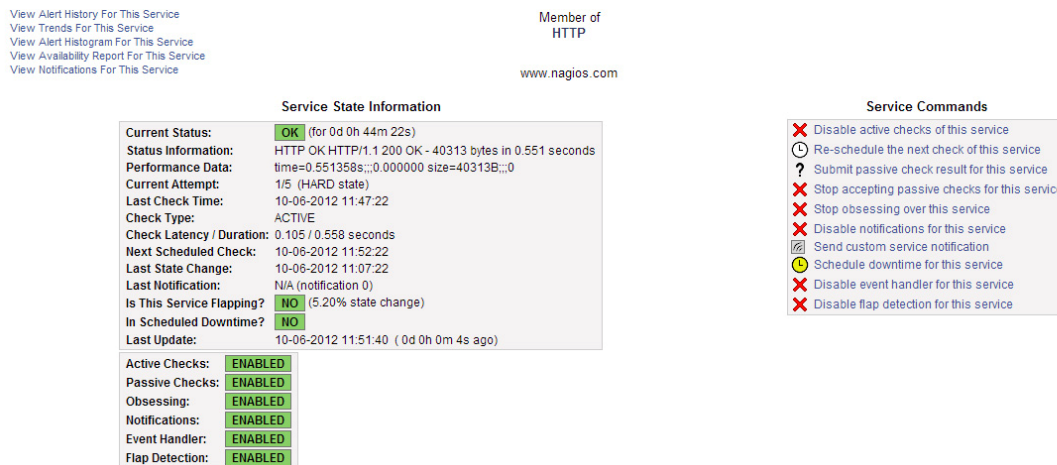 View Alert History For This Service
View Trends For This Service
View Alert Histogram For This Service
View Availability Report For This Service
View Notifications For This Service
Member of
HTTP
www.nagios.com
Service State Information
Current Status: OK (for 0d 0h 44m 22s)
Status Information: HTTP OK HTTP/1.1 200 OK - 40313 bytes in 0.551 seconds
Performance Data: time=0.551358s;;;0.000000 size=40313B;;;0
Current Attempt: 1/5 (HARD state)
Last Check Time: 10-06-2012 11:47:22
Check Type: ACTIVE
Check Latency / Duration: 0.105 / 0.558 seconds
Next Scheduled Check: 10-06-2012 11:52:22
Last State Change: 10-06-2012 11:07:22
Last Notification: N/A (notification 0)
Is This Service Flapping? NO (5.20% state change)
In Scheduled Downtime? NO
Last Update: 10-06-2012 11:51:40 ( 0d 0h 0m 4s ago)
Active Checks: ENABLED
Passive Checks: ENABLED
Obsessing: ENABLED
Notifications: ENABLED
Event Handler: ENABLED
Flap Detection: ENABLED
Service Commands
Disable active checks of this service
Re-schedule the next check of this service
? Submit passive check result for this service
Stop accepting passive checks for this servic
Stop obsessing over this service
Disable notifications for this service
Send custom service notification
Schedule downtime for this service
Disable event handler for this service
Disable flap detection for this service